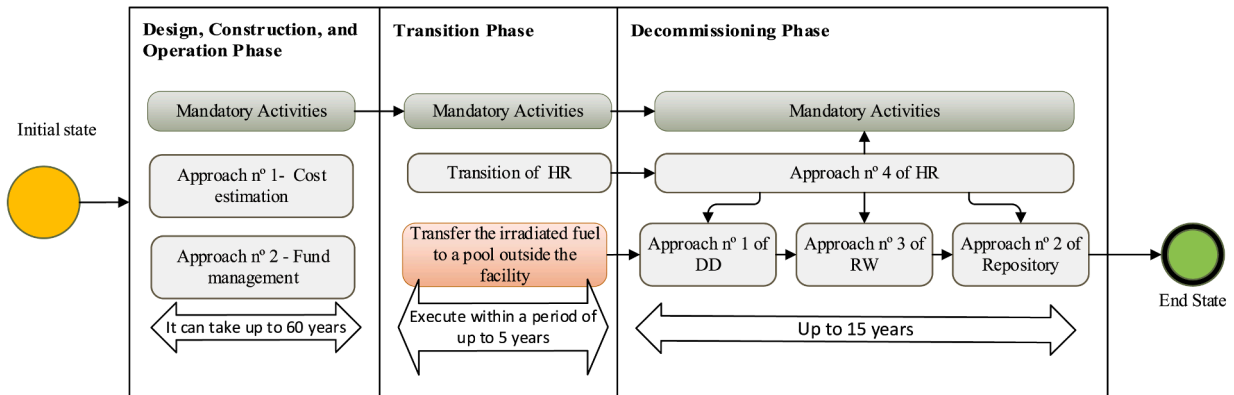 Initial state
Design, Construction, and
Operation Phase
Mandatory Activities
Approach nº 1- Cost
estimation
Approach nº 2 - Fund
management
It can take up to 60 years
Transition Phase
Mandatory Activities
Transition of HR
Transfer the irradiated fuel
to a pool outside the
facility
Execute within a period of
up to 5 years
Decommissioning Phase
Mandatory Activities
Approach nº 4 of HR
Approach nº 1 of
DD
Approach nº 3 of
RW
Approach nº 2 of
Repository
Up to 15 years
End State